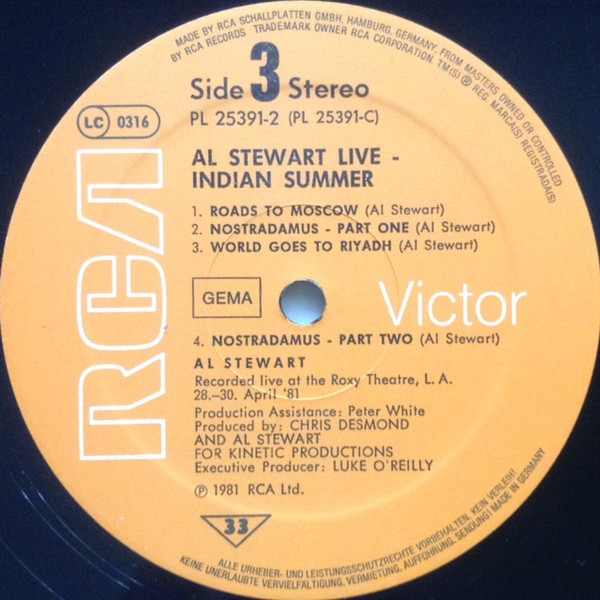 MADE BY RCA SCHALLPLATTEN GMBH, HAMBURG, GERMANY, FROM MASTERS OWNED OR CONTROLLED
BY RCA RECORDS TRADEMARK OWNER RCA CORPORATION. TM(S) ® REG. MARCA(S) REGISTRADA(S)
Side 3 Stereo
PL 25391-2 (PL 25391-C)
LC 0316
RCA
AL STEWART LIVE -
INDIAN SUMMER
1. ROADS TO MOSCOW (Al Stewart)
2. NOSTRADAMUS - PART ONE (Al Stewart)
3. WORLD GOES TO RIYADH (Al Stewart)
GEMA
Victor
4. NOSTRADAMUS - PART TWO (Al Stewart)
AL STEWART
Recorded live at the Roxy Theatre, L.A.
28.-30. April '81
Production Assistance: Peter White
Produced by: CHRIS DESMOND
AND AL STEWART
FOR KINETIC PRODUCTIONS
Executive Producer: LUKE O'REILLY
℗ 1981 RCA Ltd.
33
ALLE URHEBER- UND LEISTUNGSSCHUTZRECHTE VORBEHALTEN. KEIN VERLEIH!
KEINE UNERLAUBTE VERVIELFÄLTIGUNG, VERMIETUNG, AUFFÜHRUNG, SENDUNG! MADE IN GERMANY